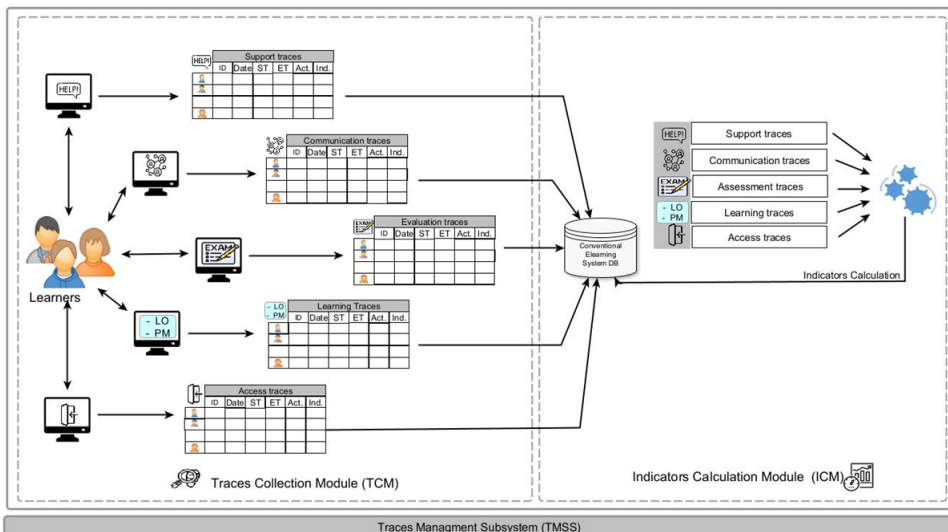 Support traces
HELP!
ID Date ST ET Act. Ind.
HELP!
Communication traces
ID Date ST ET Act. Ind.
Evaluation traces
EXAM
ID Date ST ET Act. Ind.
EXAM
Learners
Learning Traces
- LO
- PM
ID Date ST ET Act. Ind.
- LO
- PM
Access traces
ID Date ST ET Act. Ind.
Traces Collection Module (TCM)
Conventional
Elearning
System DB
HELP! Support traces
Communication traces
EXAM Assessment traces
- LO
- PM
Learning traces
Access traces
Indicators Calculation
Indicators Calculation Module (ICM)
Traces Managment Subsystem (TMSS)